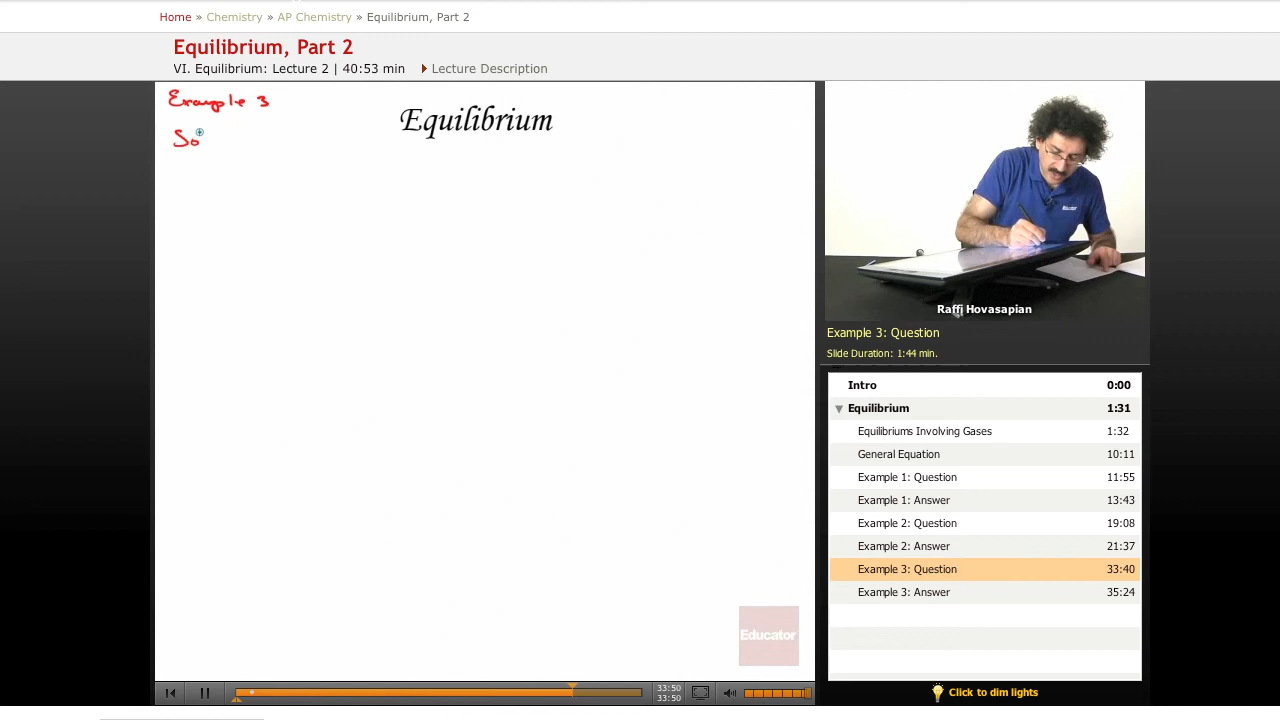 Home » Chemistry » AP Chemistry » Equilibrium, Part 2
Equilibrium, Part 2
VI. Equilibrium: Lecture 2 | 40:53 min Lecture Description
Example 3
So
Equilibrium
Educator
33:50
33:50
Educator
Raffi Hovasapian
Example 3: Question
Slide Duration: 1:44 min.
Intro 0:00
Equilibrium 1:31
Equilibriums Involving Gases 1:32
General Equation 10:11
Example 1: Question 11:55
Example 1: Answer 13:43
Example 2: Question 19:08
Example 2: Answer 21:37
Example 3: Question 33:40
Example 3: Answer 35:24
Click to dim lights